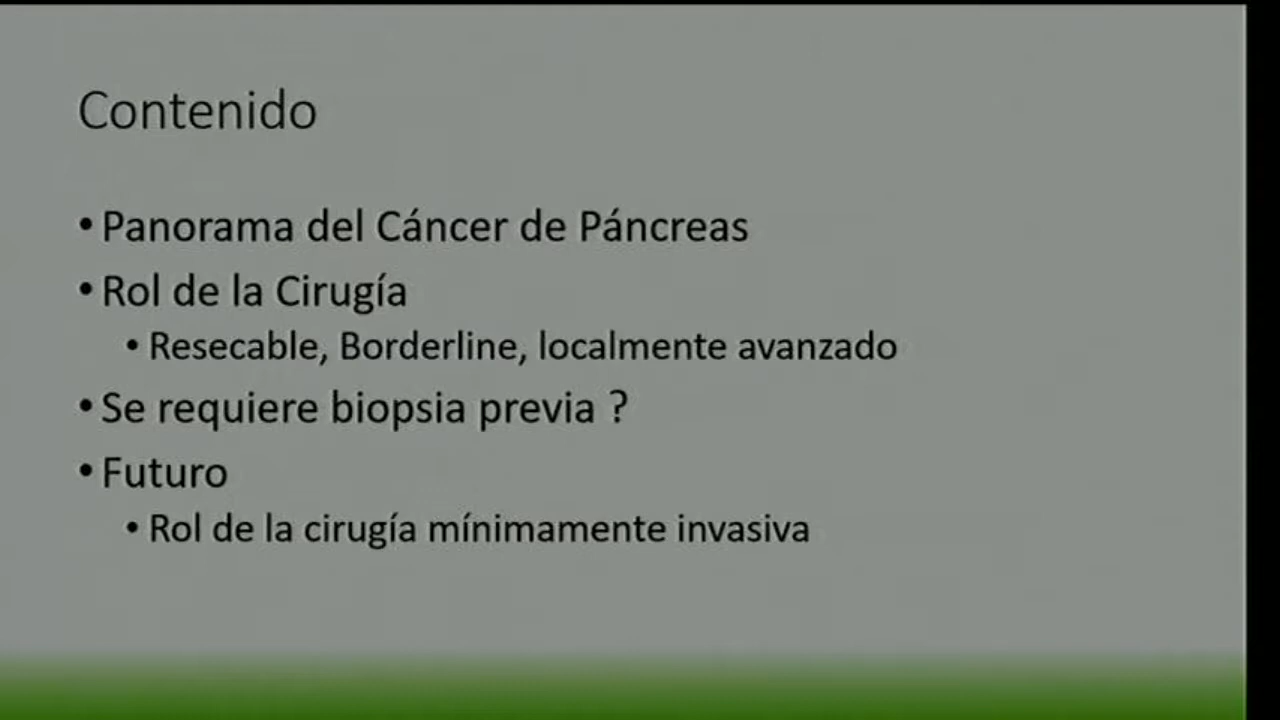 Contenido
• Panorama del Cáncer de Páncreas
• Rol de la Cirugía
• Resecable, Borderline, localmente avanzado
• Se requiere biopsia previa ?
• Futuro
• Rol de la cirugía mínimamente invasiva